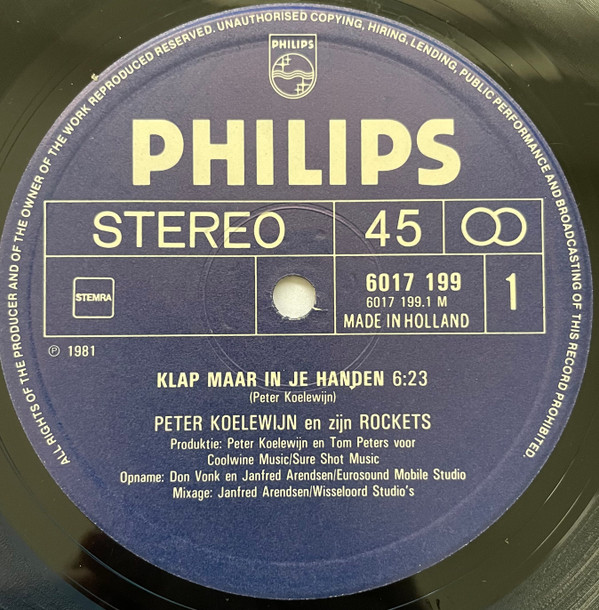 ALL RIGHTS OF THE PRODUCER AND OF THE OWNER OF THE WORK REPRODUCED RESERVED. UNAUTHORISED COPYING, HIRING, LENDING, PUBLIC PERFORMANCE AND BROADCASTING OF THIS RECORD PROHIBITED.
PHILIPS
PHILIPS
STEREO 45
STEMRA
6017 199
6017 199.1 M
MADE IN HOLLAND
1
℗ 1981
KLAP MAAR IN JE HANDEN 6:23
(Peter Koelewijn)
PETER KOELEWIJN en zijn ROCKETS
Produktie: Peter Koelewijn en Tom Peters voor
Coolwine Music/Sure Shot Music
Opname: Don Vonk en Janfred Arendsen/Eurosound Mobile Studio
Mixage: Janfred Arendsen/Wisseloord Studio's